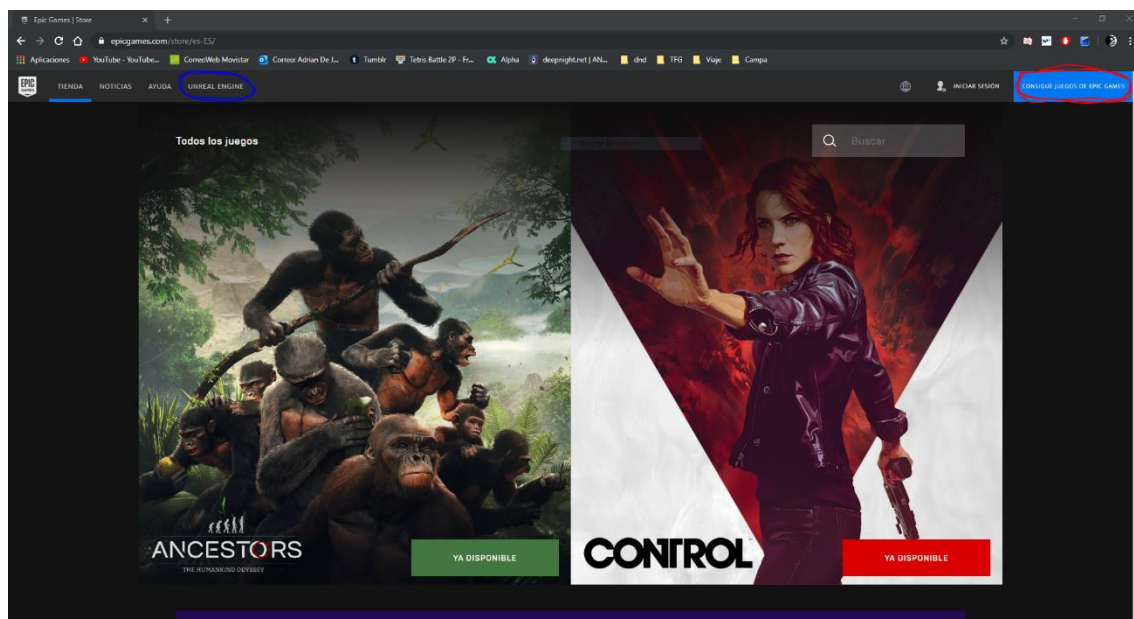 Epic Games | Store
epicgames.com/store/es-ES/
Aplicaciones YouTube - YouTube... CorreoWeb Movistar Correo: Adrian De J... Tumblr Tetris Battle 2P - Fr... Alpha deepnight.net | AN... dnd TFG Viaje Campa
EPIC GAMES TIENDA NOTICIAS AYUDA UNREAL ENGINE INICIAR SESIÓN CONSIGUE JUEGOS DE EPIC GAMES
Todos los juegos Buscar
ANCESTORS
THE HUMANKIND ODYSSEY
YA DISPONIBLE
CONTROL
YA DISPONIBLE